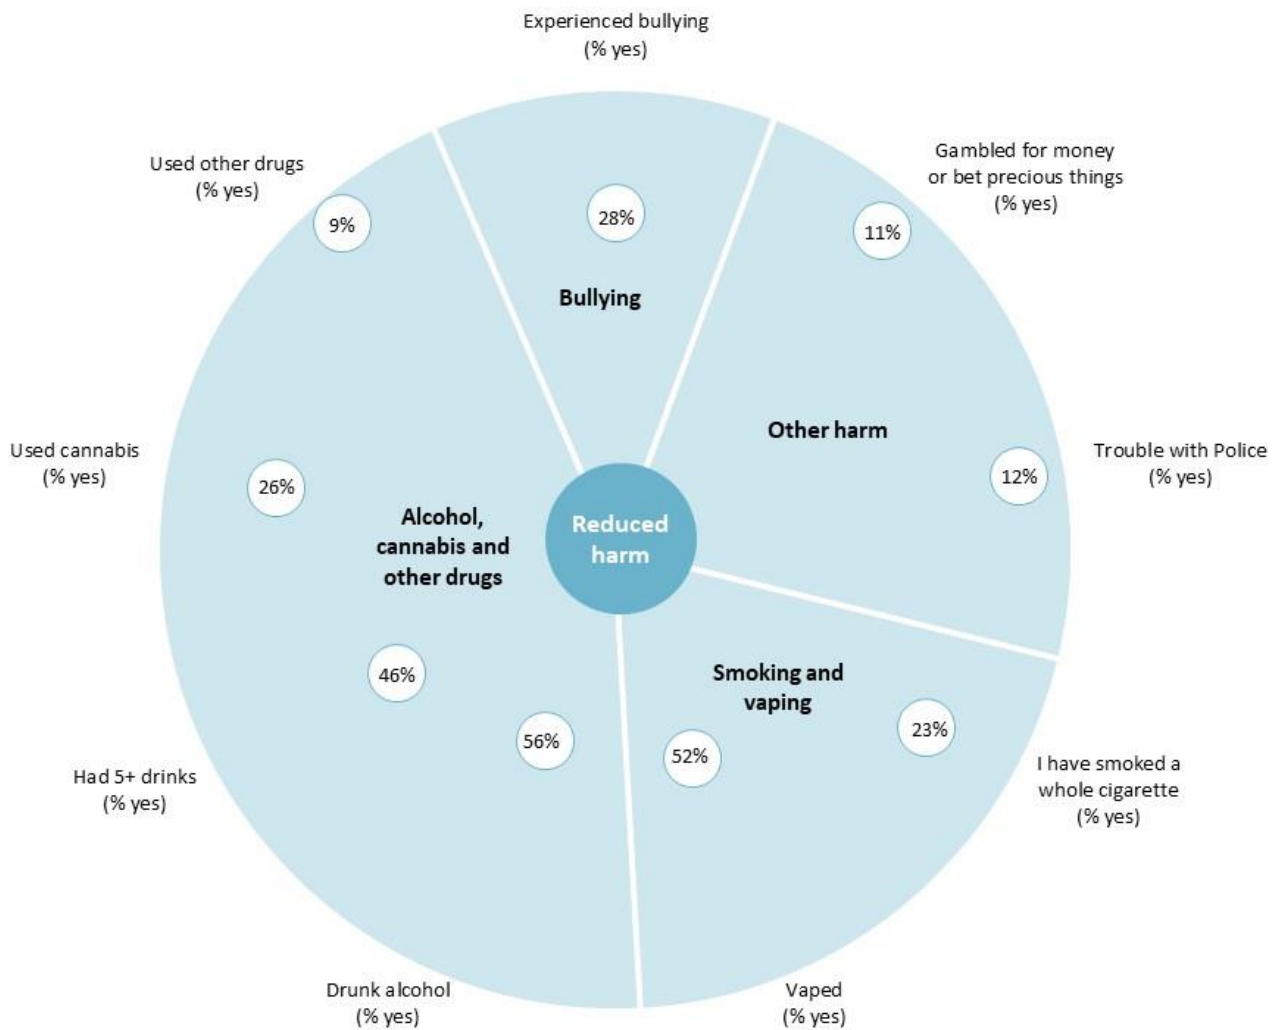 Experienced bullying
(% yes)
Used other drugs
(% yes)
Gambled for money
or bet precious things
(% yes)
9%
28%
11%
Bullying
Other harm
Used cannabis
(% yes)
Trouble with Police
(% yes)
26%
12%
Alcohol,
cannabis and
other drugs
Reduced
harm
46%
Smoking and
vaping
56%
52%
23%
Had 5+ drinks
(% yes)
I have smoked a
whole cigarette
(% yes)
Drunk alcohol
(% yes)
Vaped
(% yes)